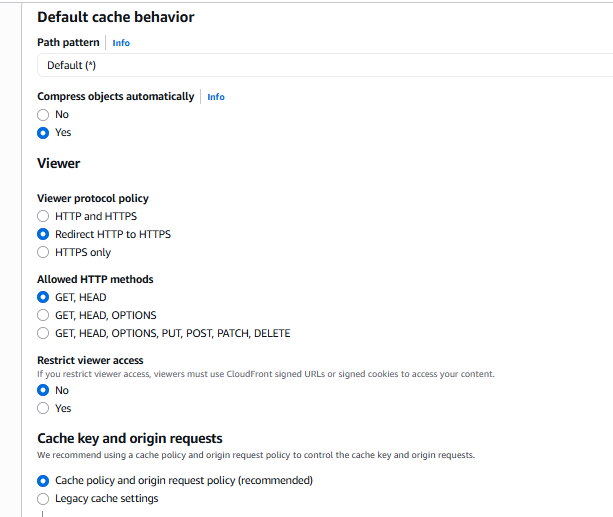 Default cache behavior
Path pattern Info
Default (*)
Compress objects automatically Info
No
Yes
Viewer
Viewer protocol policy
HTTP and HTTPS
Redirect HTTP to HTTPS
HTTPS only
Allowed HTTP methods
GET, HEAD
GET, HEAD, OPTIONS
GET, HEAD, OPTIONS, PUT, POST, PATCH, DELETE
Restrict viewer access
If you restrict viewer access, viewers must use CloudFront signed URLs or signed cookies to access your content.
No
Yes
Cache key and origin requests
We recommend using a cache policy and origin request policy to control the cache key and origin requests.
Cache policy and origin request policy (recommended)
Legacy cache settings